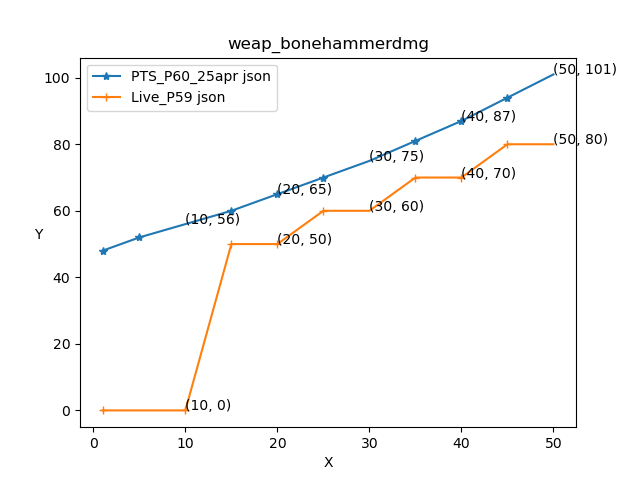 weap_bonehammerdmg
PTS_P60_25apr json
Live_P59 json
(50, 101)
(40, 87)
(30, 75)
(20, 65)
(10, 56)
(50, 80)
(40, 70)
(30, 60)
(20, 50)
(10, 0)
100
80
60
40
20
0
Y
0 10 20 30 40 50
X